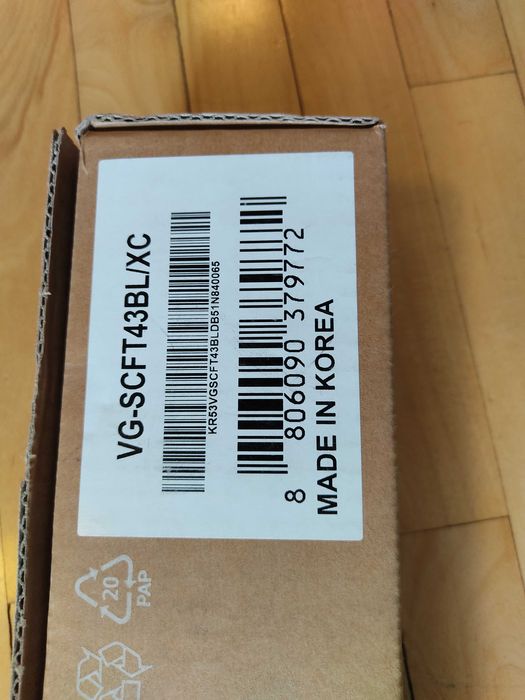 VG-SCFT43BL/XC
KR53VGSCFT43BLDB51N840065
8 806090 379772
MADE IN KOREA
20
PAP